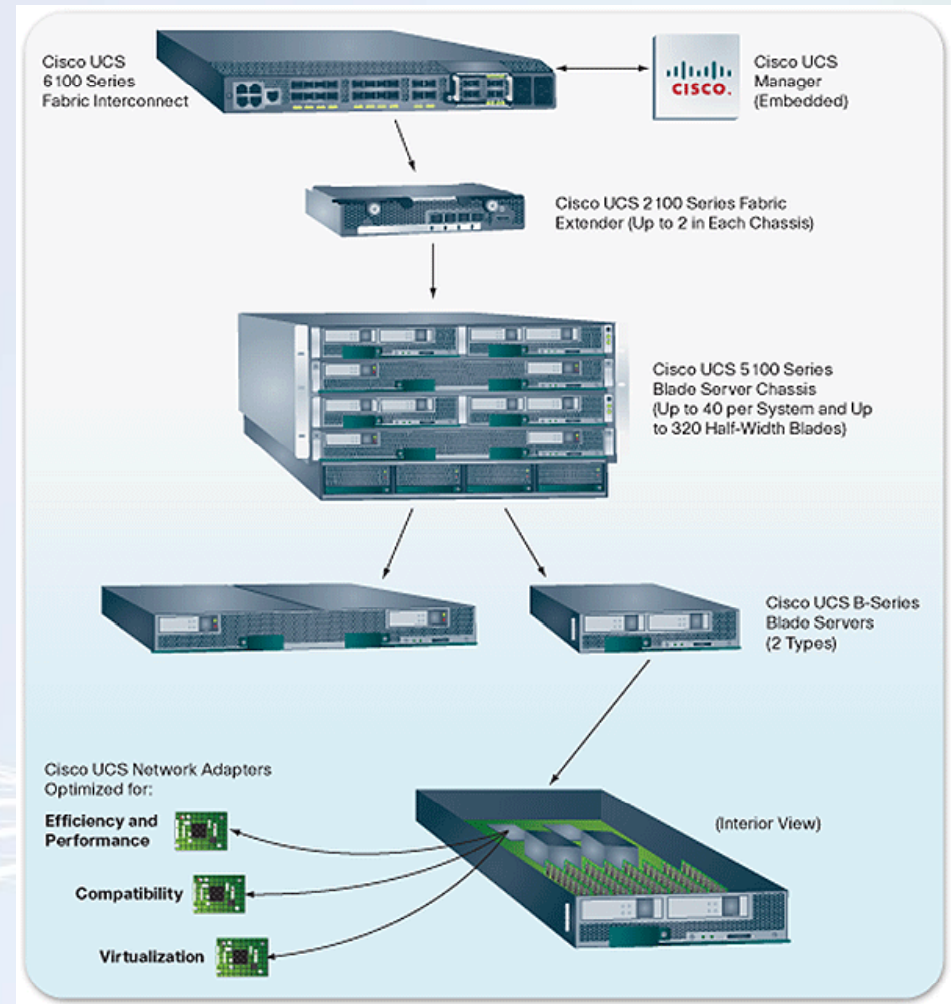 Cisco UCS
6100 Series
Fabric Interconnect
CISCO.
Cisco UCS
Manager
(Embedded)
Cisco UCS 2100 Series Fabric
Extender (Up to 2 in Each Chassis)
Cisco UCS 5100 Series
Blade Server Chassis
(Up to 40 per System and Up
to 320 Half-Width Blades)
Cisco UCS B-Series
Blade Servers
(2 Types)
Cisco UCS Network Adapters
Optimized for:
Efficiency and
Performance
Compatibility
Virtualization
(Interior View)